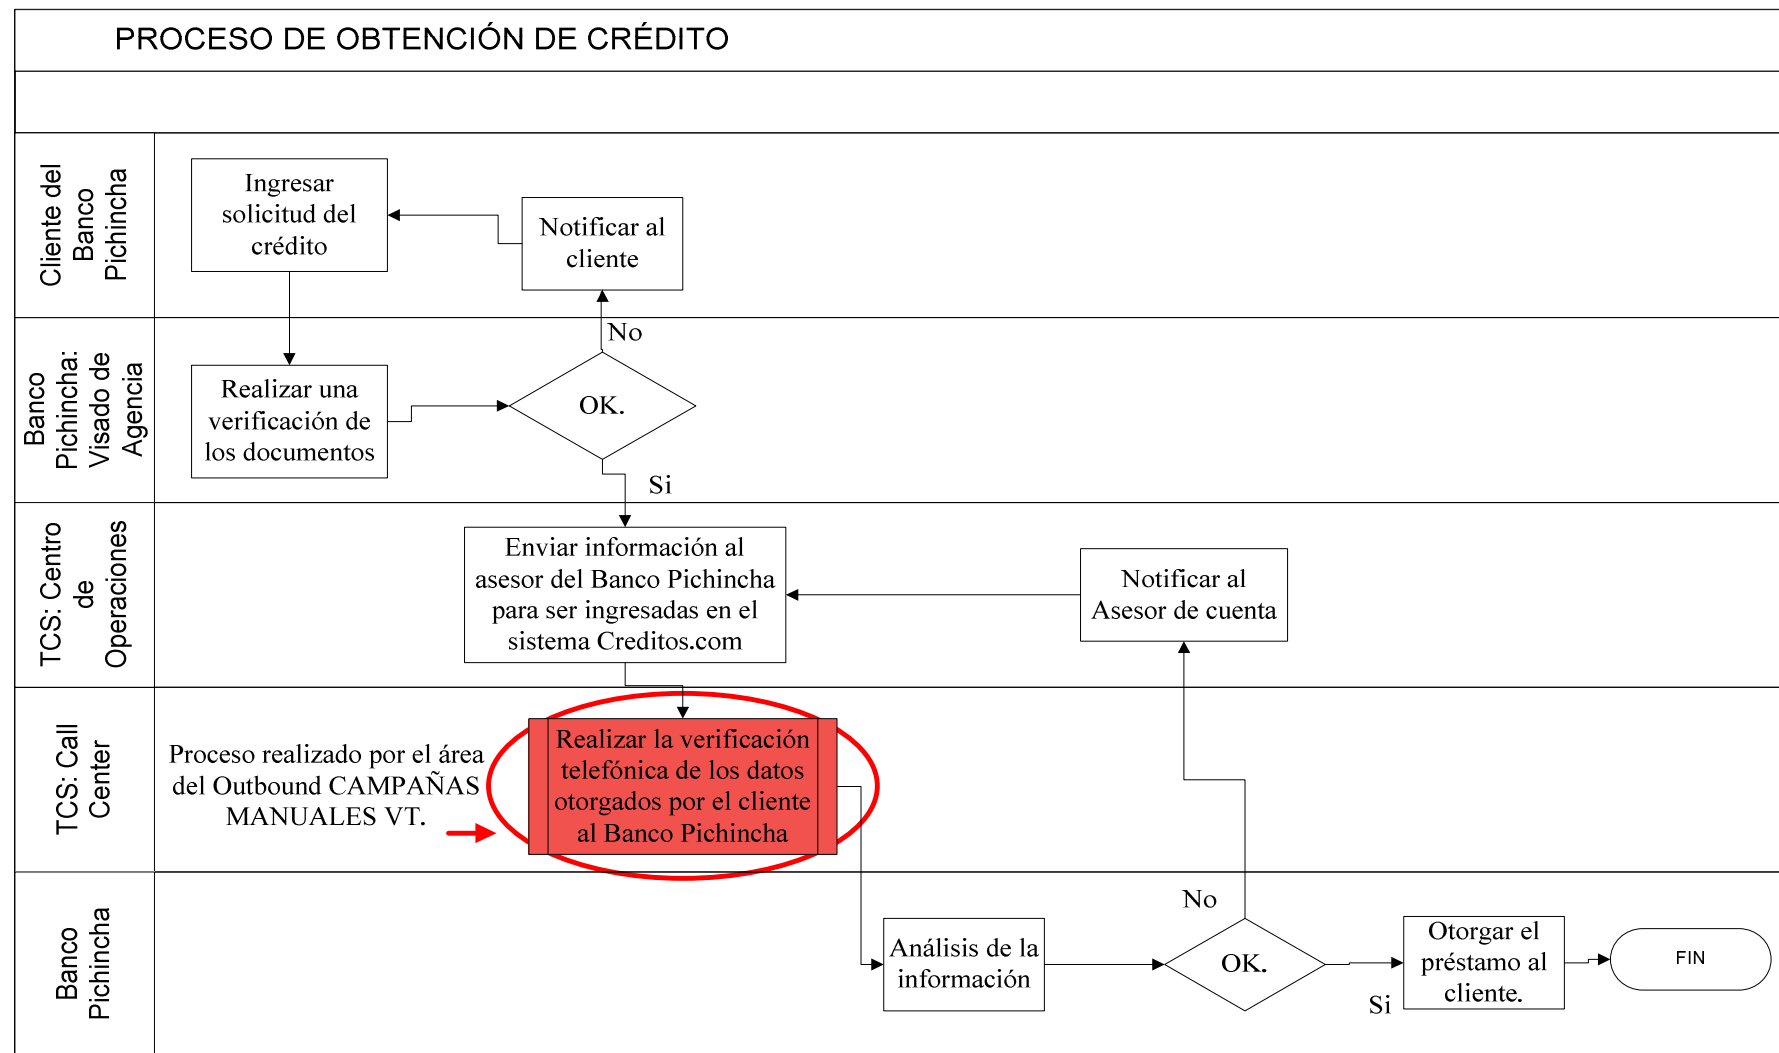 PROCESO DE OBTENCIÓN DE CRÉDITO
Cliente del
Banco
Pichincha
Ingresar
solicitud del
crédito
Notificar al
cliente
No
Banco
Pichincha:
Visado de
Agencia
Realizar una
verificación de
los documentos
OK.
Si
TCS: Centro
de
Operaciones
Enviar información al
asesor del Banco Pichincha
para ser ingresadas en el
sistema Creditos.com
Notificar al
Asesor de cuenta
TCS: Call
Center
Proceso realizado por el área
del Outbound CAMPAÑAS
MANUALES VT.
Realizar la verificación
telefónica de los datos
otorgados por el cliente
al Banco Pichincha
Banco
Pichincha
Análisis de la
información
No
OK.
Si
Otorgar el
préstamo al
cliente.
FIN